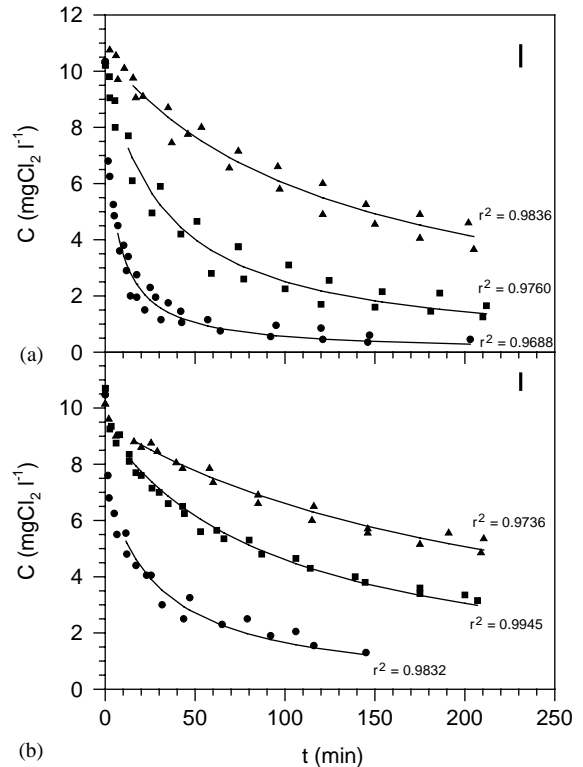 12
10
8
6
4
2
0
C (mgCl₂ l⁻¹)
r² = 0.9836
r² = 0.9760
r² = 0.9688
(a)
10
8
6
4
2
0
C (mgCl₂ l⁻¹)
r² = 0.9736
r² = 0.9945
r² = 0.9832
0 50 100 150 200 250
(b)
t (min)